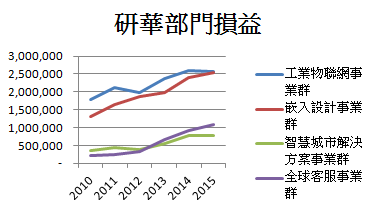 研華部門損益
3,000,000
2,500,000
2,000,000
1,500,000
1,000,000
500,000
-
2010
2011
2012
2013
2014
2015
工業物聯網事
業群
嵌入設計事業
群
智慧城市解決
方案事業群
全球客服事業
群